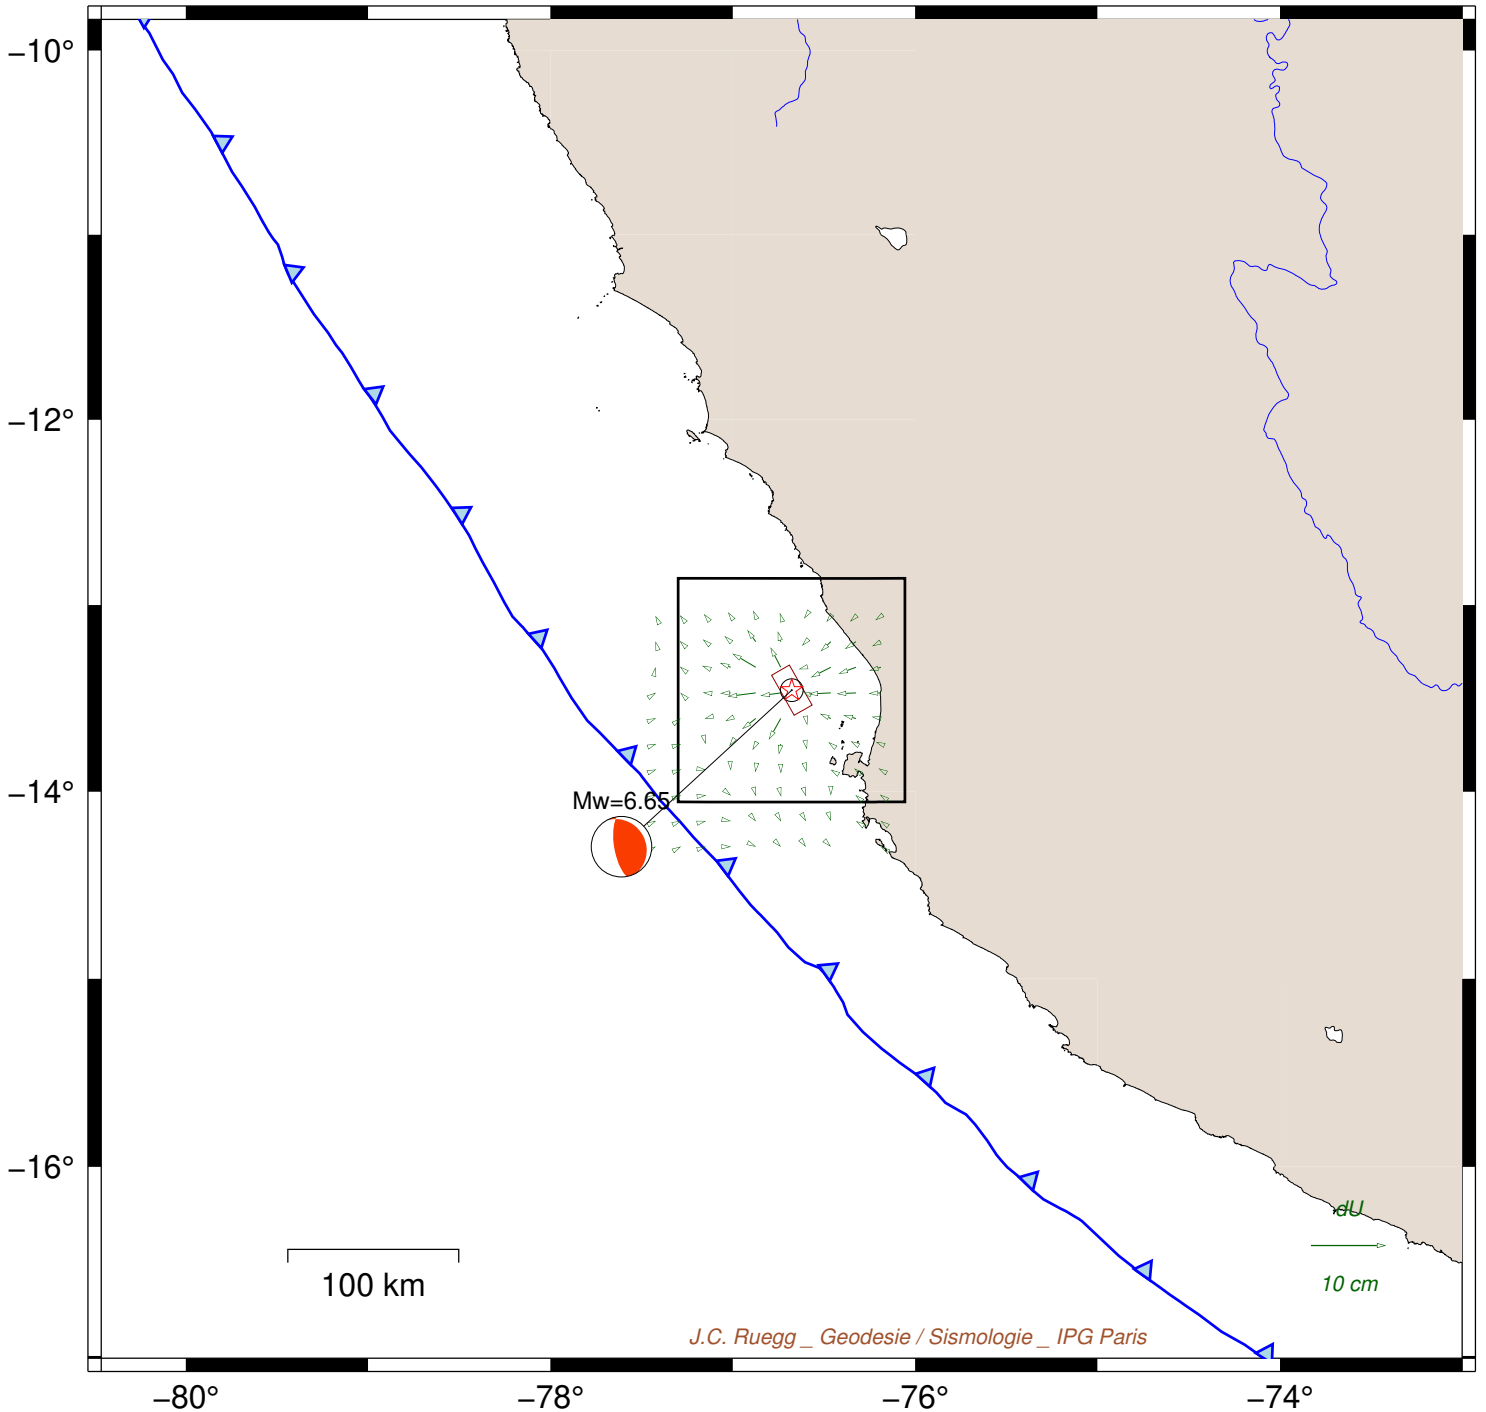 −10°
−12°
−14°
Mw=6.65
−16°
dU
10 cm
100 km
J.C. Ruegg _ Geodesie / Sismologie _ IPG Paris
−80°
−78°
−76°
−74°